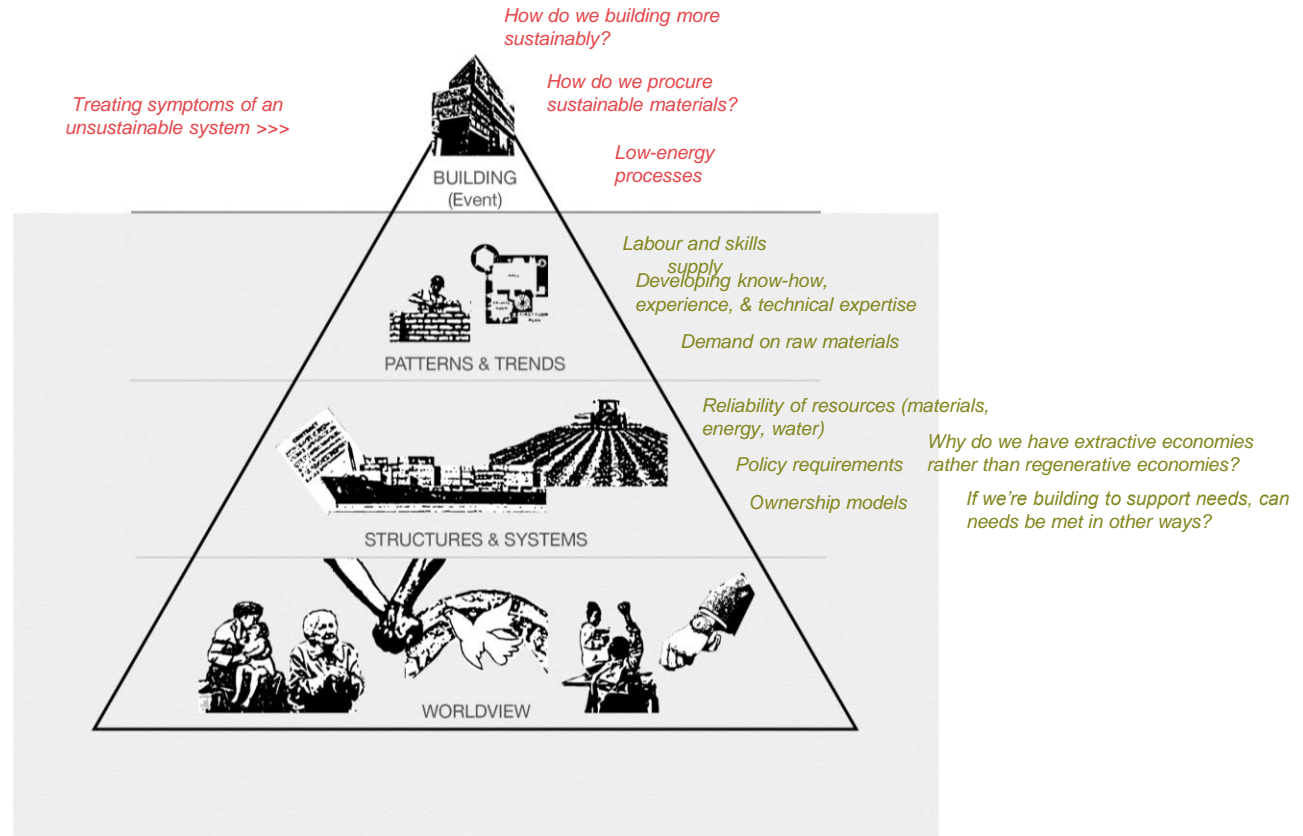 How do we building more
sustainably?
Treating symptoms of an
unsustainable system >>>
How do we procure
sustainable materials?
Low-energy
processes
BUILDING
(Event)
Labour and skills
supply
Developing know-how,
experience, & technical expertise
Demand on raw materials
PATTERNS & TRENDS
Reliability of resources (materials,
energy, water)
Why do we have extractive economies
rather than regenerative economies?
Policy requirements
Ownership models
If we're building to support needs, can
needs be met in other ways?
CONTRACT
STRUCTURES & SYSTEMS
WORLDVIEW